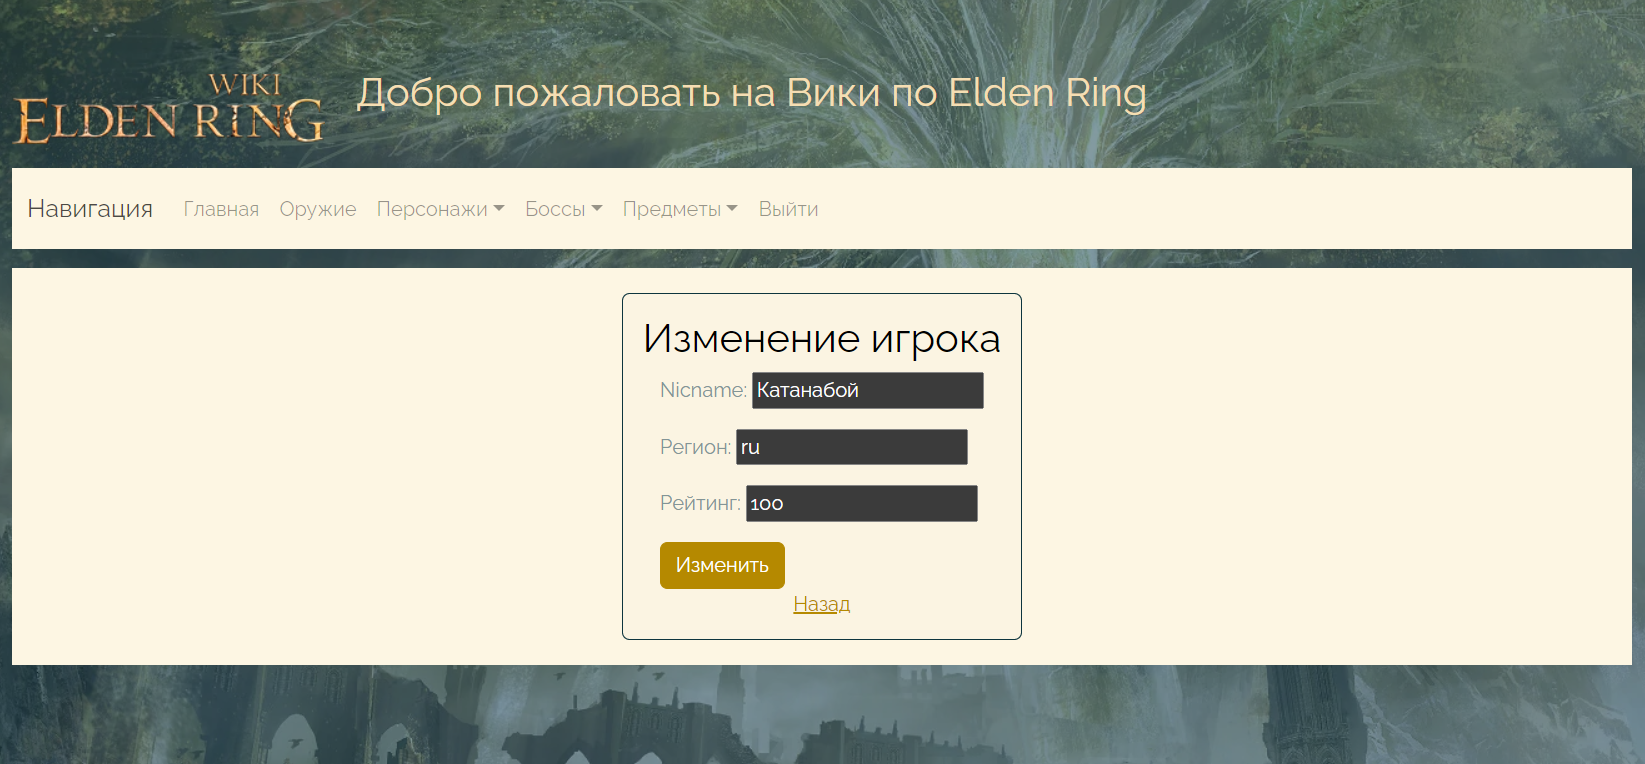 WIKI
ELDEN RING
Добро пожаловать на Вики по Elden Ring
Навигация Главная Оружие Персонажи Боссы Предметы Выйти
Изменение игрока
Nicname: Катанабой
Регион: ru
Рейтинг: 100
Изменить
Назад